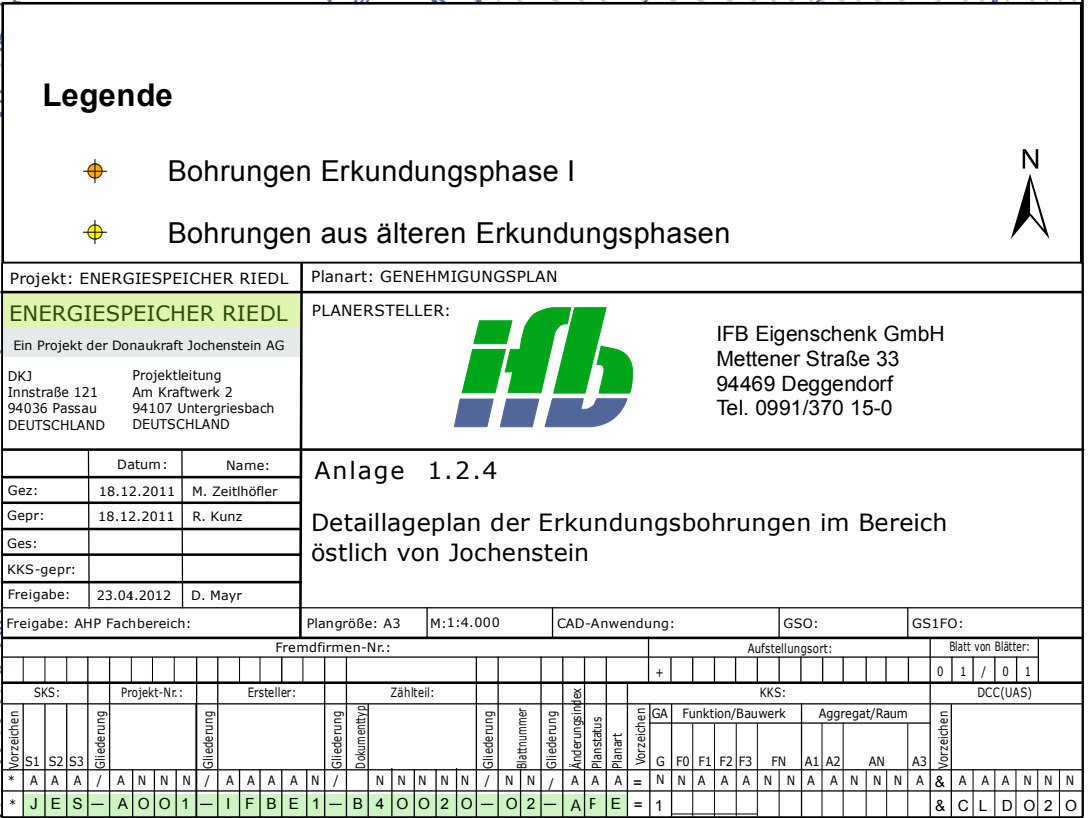 Legende
Bohrungen Erkundungsphase I
Bohrungen aus älteren Erkundungsphasen
N
Projekt: ENERGIESPEICHER RIEDL
Planart: GENEHMIGUNGSPLAN
ENERGIESPEICHER RIEDL
Ein Projekt der Donaukraft Jochenstein AG
DKJ
Innstraße 121
94036 Passau
DEUTSCHLAND
Projektleitung
Am Kraftwerk 2
94107 Untergriesbach
DEUTSCHLAND
PLANERSTELLER:
ifb
IFB Eigenschenk GmbH
Mettener Straße 33
94469 Deggendorf
Tel. 0991/370 15-0
Datum: Name:
Gez: 18.12.2011 M. Zeitlhöfler
Gepr: 18.12.2011 R. Kunz
Ges:
KKS-gepr:
Freigabe: 23.04.2012 D. Mayr
Anlage 1.2.4
Detaillageplan der Erkundungsbohrungen im Bereich
östlich von Jochenstein
Freigabe: AHP Fachbereich: Plangröße: A3 M:1:4.000 CAD-Anwendung: GSO: GS1FO:
Fremdfirmen-Nr.: Aufstellungsort: Blatt von Blätter:
+ 0 1 / 0 1
SKS: Projekt-Nr.: Ersteller: Zählteil: KKS: DCC(UAS)
Vorzeichen S1 S2 S3 Gliederung Gliederung Gliederung Dokumenttyp Gliederung Blattnummer Gliederung Änderungsindex Planstatus Planart Vorzeichen GA Funktion/Bauwerk Aggregat/Raum Vorzeichen
G F0 F1 F2 F3 FN A1 A2 AN A3
* A A A / A N N N / A A A A N / N N N N N / N N / A A A = N N A A N N A A N N N A & A A A N N N
* J E S — A 0 0 1 — I F B E 1 — B 4 0 0 2 0 — 0 2 — A F E = 1 & C L D 0 2 0